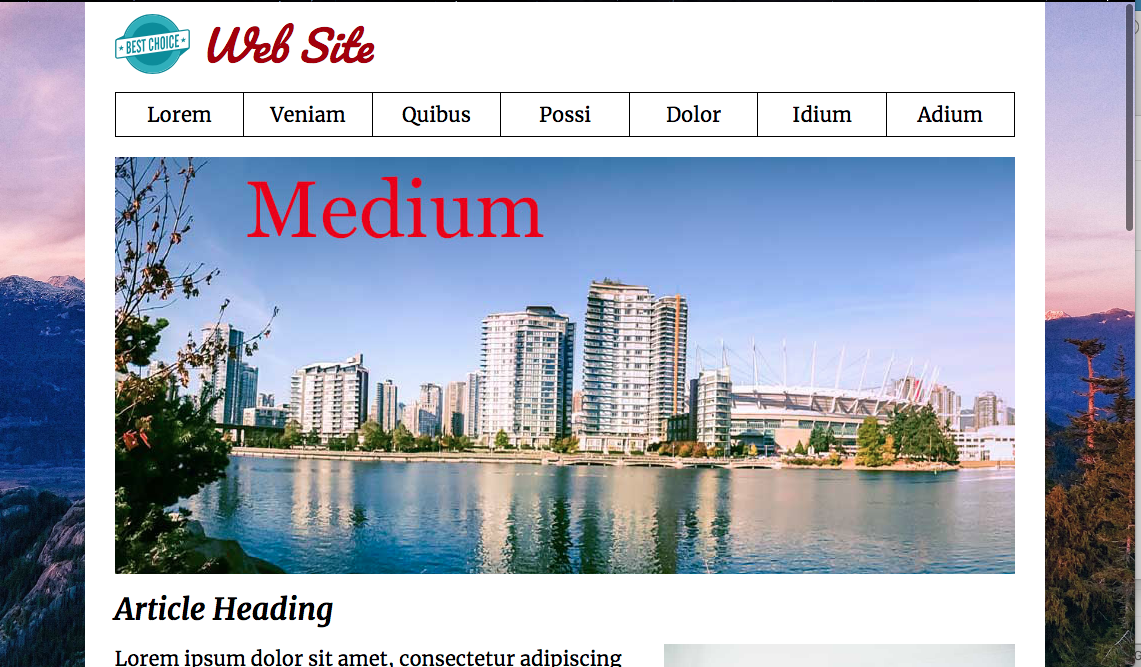 BEST CHOICE
Web Site
Lorem Veniam Quibus Possi Dolor Idium Adium
Medium
Article Heading
Lorem ipsum dolor sit amet, consectetur adipiscing